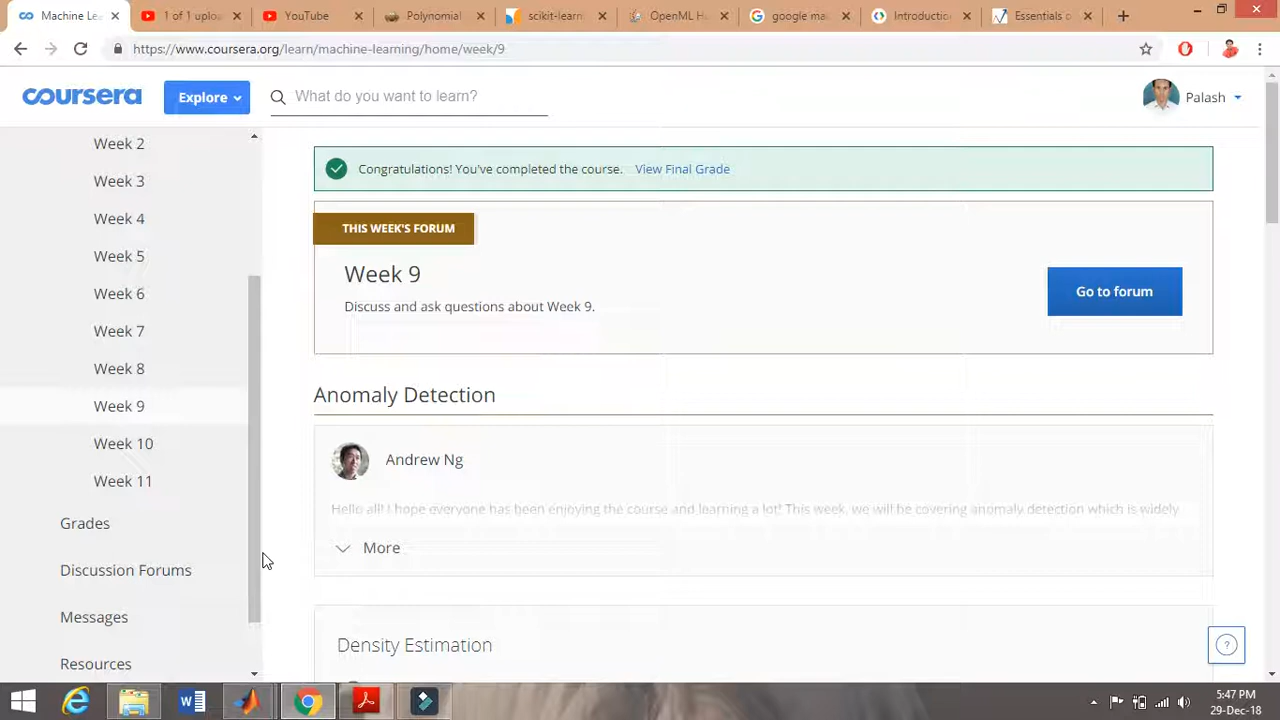 Machine Le
1 of 1 uplo
YouTube
Polynomial
scikit-learn
OpenML H
google ma
Introduction
Essentials o
https://www.coursera.org/learn/machine-learning/home/week/9
coursera
Explore
What do you want to learn?
Palash
Week 2
Week 3
Week 4
Week 5
Week 6
Week 7
Week 8
Week 9
Week 10
Week 11
Grades
Discussion Forums
Messages
Resources
Congratulations! You've completed the course. View Final Grade
THIS WEEK'S FORUM
Week 9
Discuss and ask questions about Week 9.
Go to forum
Anomaly Detection
Andrew Ng
Hello all! I hope everyone has been enjoying the course and learning a lot! This week, we will be covering anomaly detection which is widely
More
Density Estimation
?
5:47 PM
29-Dec-18